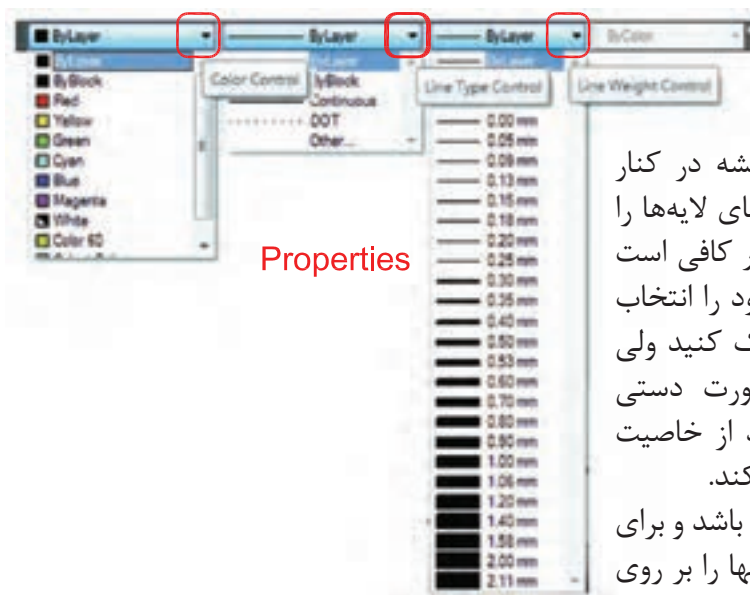 ByLayer ByLayer ByLayer ByColor
ByLayer
ByBlock
Red
Yellow
Green
Cyan
Blue
Magenta
White
Color 60
Color Control
ByLayer
ByBlock
Continuous
DOT
Other...
Line Type Control
ByLayer
Line Weight Control
0.00 mm
0.05 mm
0.09 mm
0.13 mm
0.15 mm
0.18 mm
0.20 mm
0.25 mm
0.30 mm
0.35 mm
0.40 mm
0.50 mm
0.53 mm
0.60 mm
0.70 mm
0.80 mm
0.90 mm
1.00 mm
1.06 mm
1.20 mm
1.40 mm
1.58 mm
2.00 mm
2.11 mm
Properties
در کنار
لایه‌ها را
کافی است
را انتخاب
کنید ولی
دستی
از خاصیت
کند.
باشد و برای
را بر روی